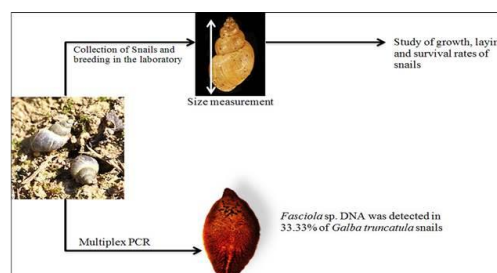 Collection of Snails and
breeding in the laboratory
Size measurement
Study of growth,
and survival rates of
snails
Multiplex PCR
Fasciola sp. DNA was detected in
33.33% of Galba truncatula snails